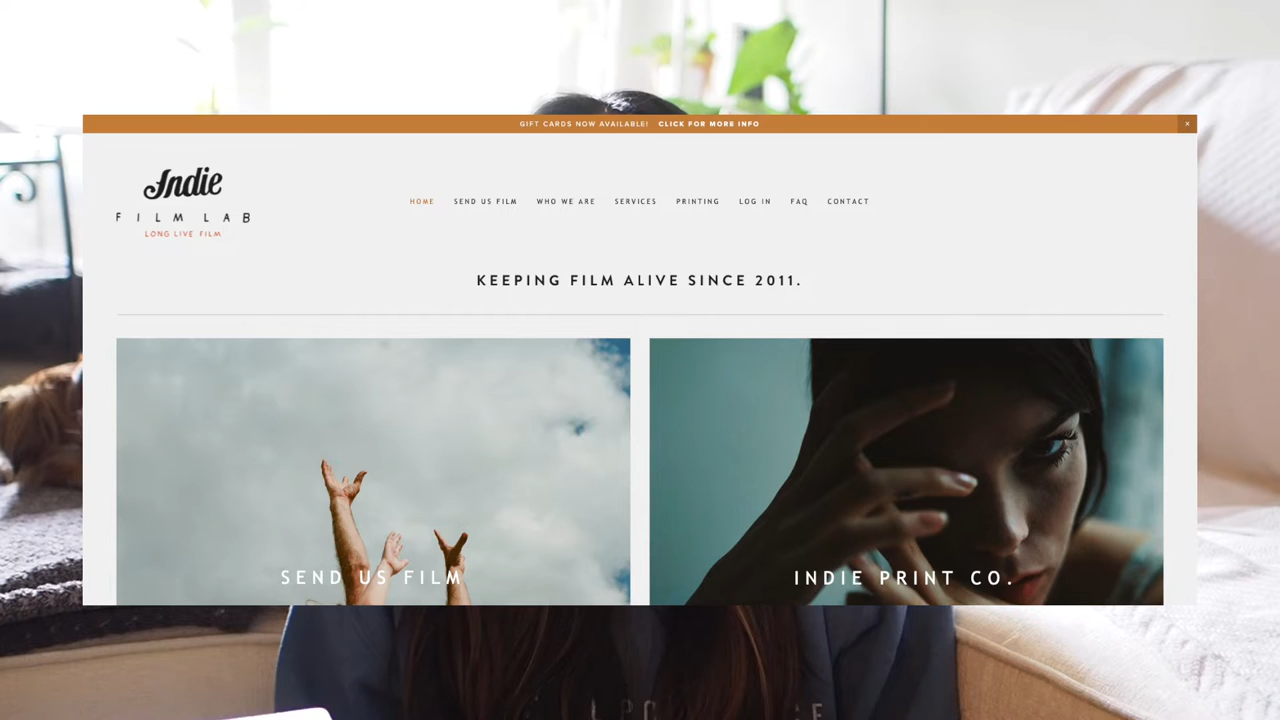 GIFT CARDS NOW AVAILABLE! CLICK FOR MORE INFO ×
Indie
FILM LAB
LONG LIVE FILM
HOME SEND US FILM WHO WE ARE SERVICES PRINTING LOG IN FAQ CONTACT
KEEPING FILM ALIVE SINCE 2011.
SEND US FILM
INDIE PRINT CO.